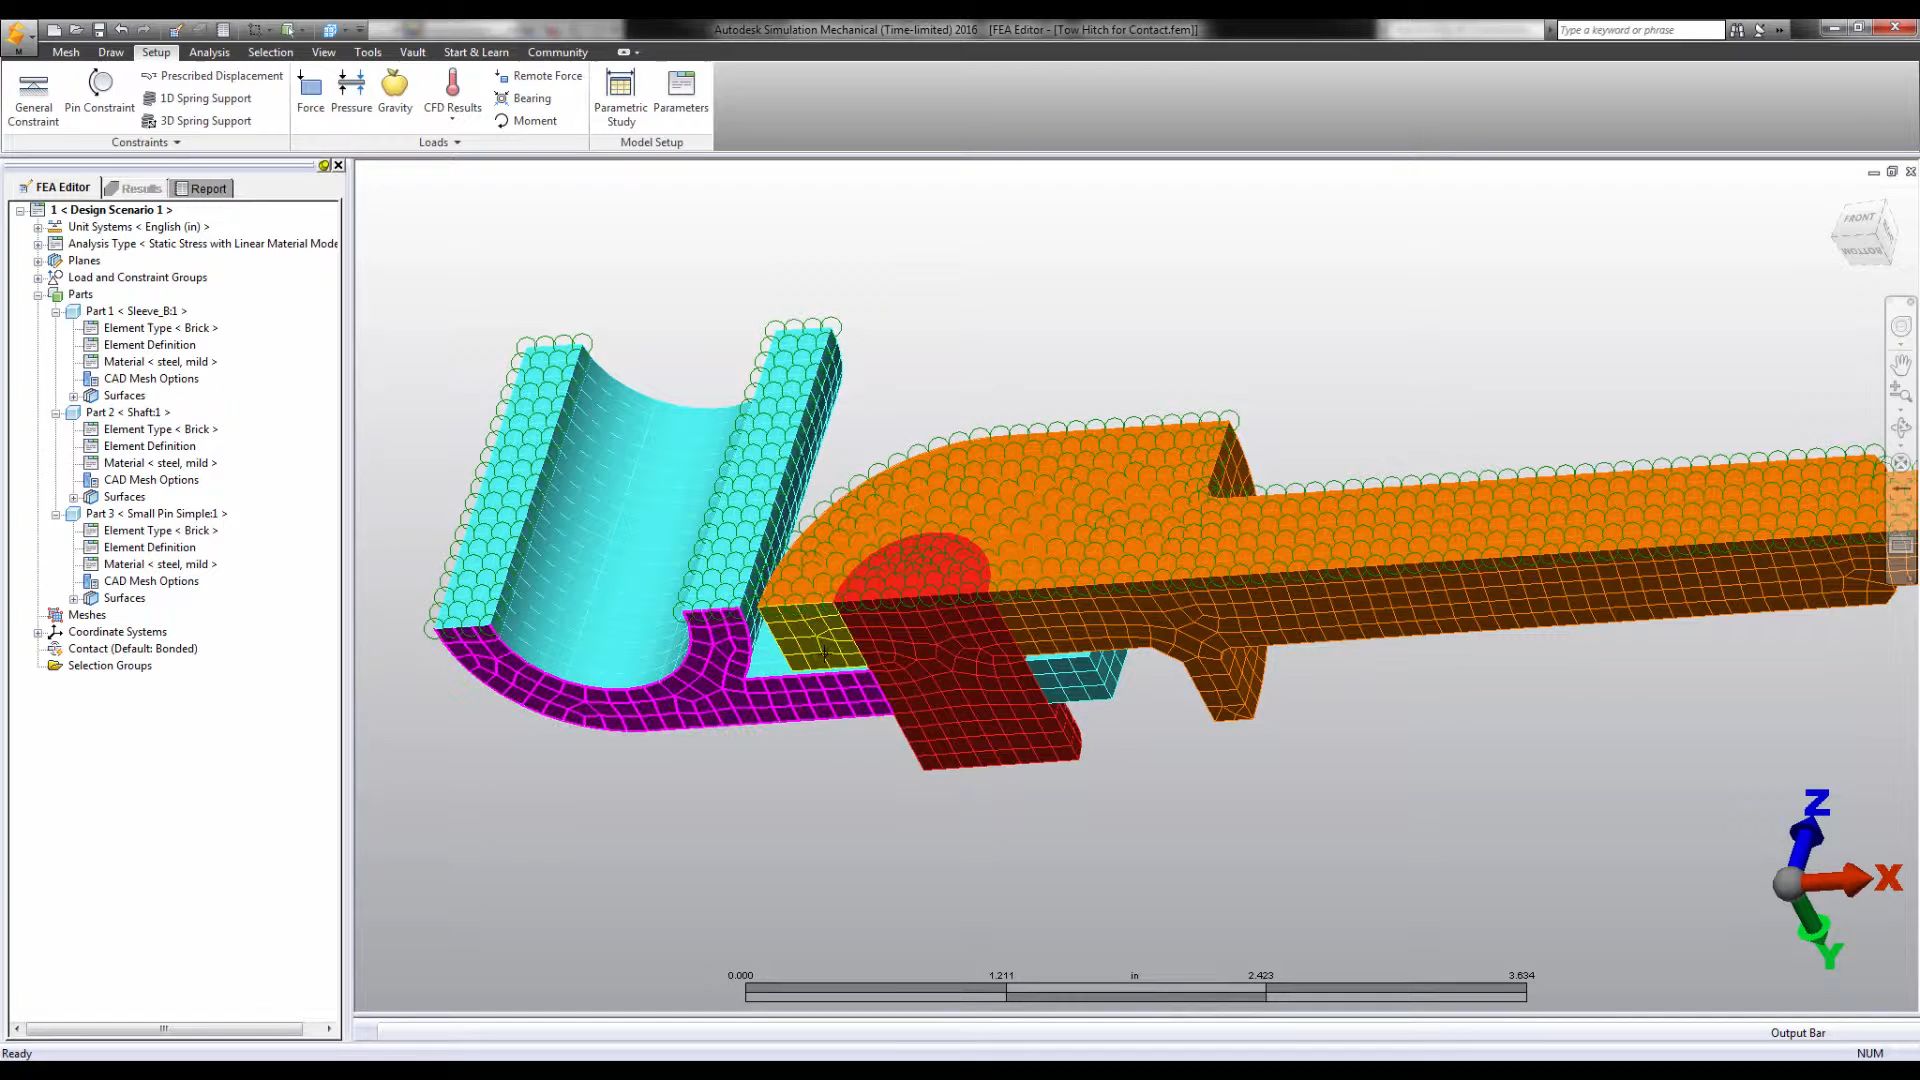 Autodesk Simulation Mechanical (Time-limited) 2016 [FEA Editor - [Tow Hitch for Contact.fem]]
Type a keyword or phrase
M
Mesh Draw Setup Analysis Selection View Tools Vault Start & Learn Community
General Constraint
Pin Constraint
Prescribed Displacement
1D Spring Support
3D Spring Support
Force
Pressure
Gravity
CFD Results
Remote Force
Bearing
Moment
Parametric Study
Parameters
Constraints
Loads
Model Setup
FEA Editor Results Report
1 < Design Scenario 1 >
Unit Systems < English (in) >
Analysis Type < Static Stress with Linear Material Mode
Planes
Load and Constraint Groups
Parts
Part 1 < Sleeve_B:1 >
Element Type < Brick >
Element Definition
Material < steel, mild >
CAD Mesh Options
Surfaces
Part 2 < Shaft:1 >
Element Type < Brick >
Element Definition
Material < steel, mild >
CAD Mesh Options
Surfaces
Part 3 < Small Pin Simple:1 >
Element Type < Brick >
Element Definition
Material < steel, mild >
CAD Mesh Options
Surfaces
Meshes
Coordinate Systems
Contact (Default: Bonded)
Selection Groups
FRONT
BOTTOM
Z
X
Y
0.000 1.211 in 2.423 3.634
Output Bar
Ready
NUM